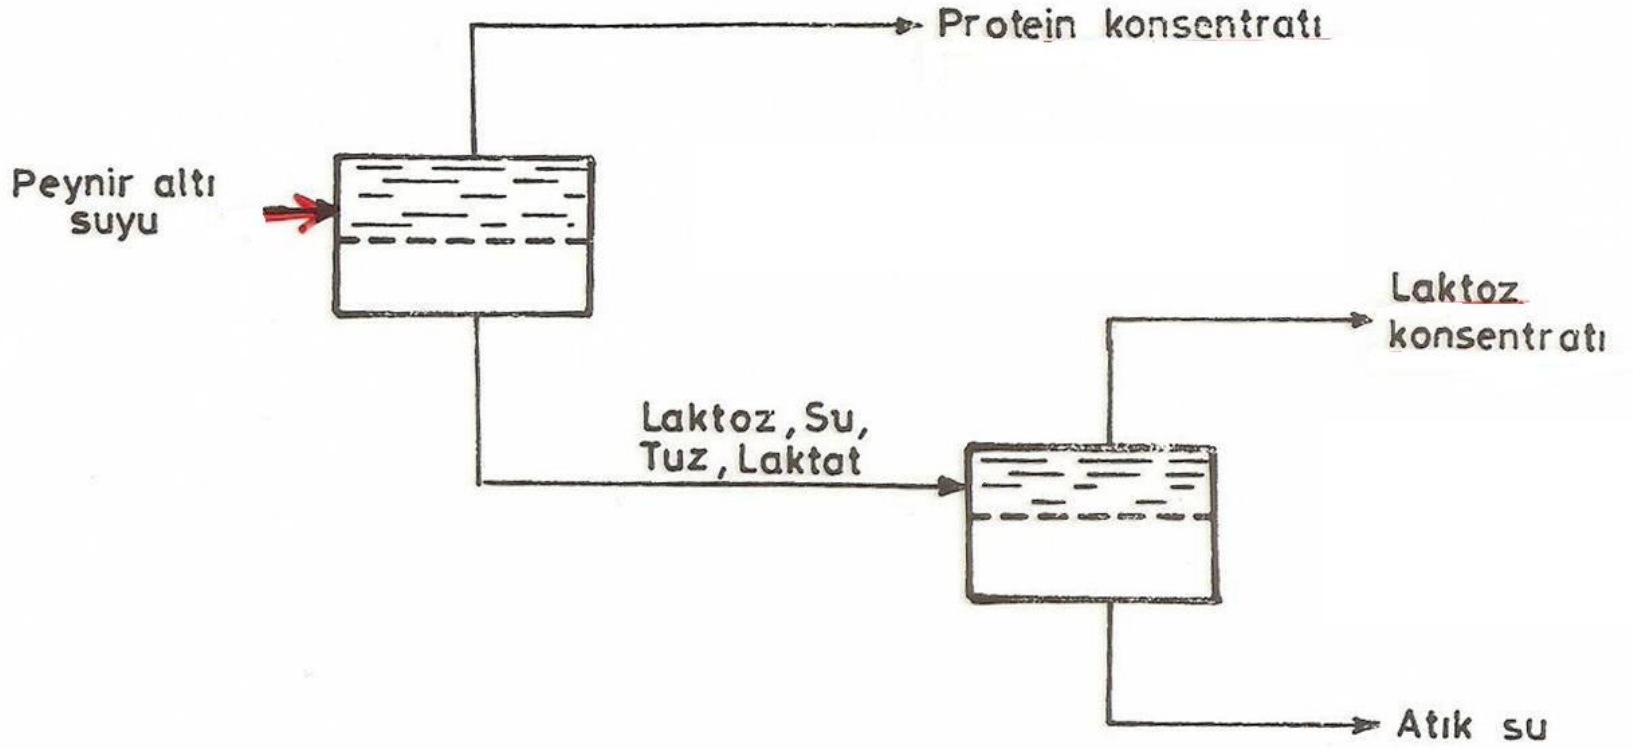 Protein konsentratı
Peynir altı
suyu
Laktoz
konsentratı
Laktoz, Su,
Tuz, Laktat
Atık su